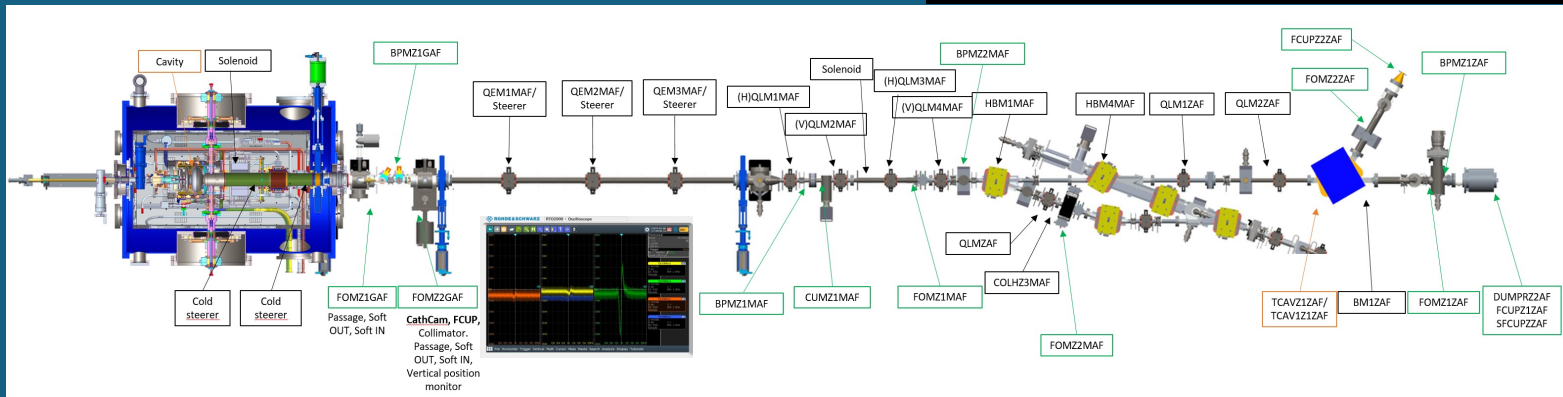 Cavity
Solenoid
BPMZ1GAF
QEM1MAF/
Steerer
QEM2MAF/
Steerer
QEM3MAF/
Steerer
(H)QLM1MAF
(V)QLM2MAF
Solenoid
(H)QLM3MAF
(V)QLM4MAF
BPMZ2MAF
HBM1MAF
HBM4MAF
QLM1ZAF
QLM2ZAF
FCUPZ2ZAF
FOMZ2ZAF
BPMZ1ZAF
Cold
steerer
Cold
steerer
FOMZ1GAF
Passage, Soft
OUT, Soft IN
FOMZ2GAF
CathCam, FCUP,
Collimator.
Passage, Soft
OUT, Soft IN,
Vertical position
monitor
ROHDE&SCHWARZ
Oscilloscope
BPMZ1MAF
CUMZ1MAF
FOMZ1MAF
QLMZAF
COLHZ3MAF
FOMZ2MAF
TCAVZ1ZAF/
TCAV1Z1ZAF
BM1ZAF
FOMZ1ZAF
DUMPRZ2AF
FCUPZ1ZAF
SFCUPZZAF